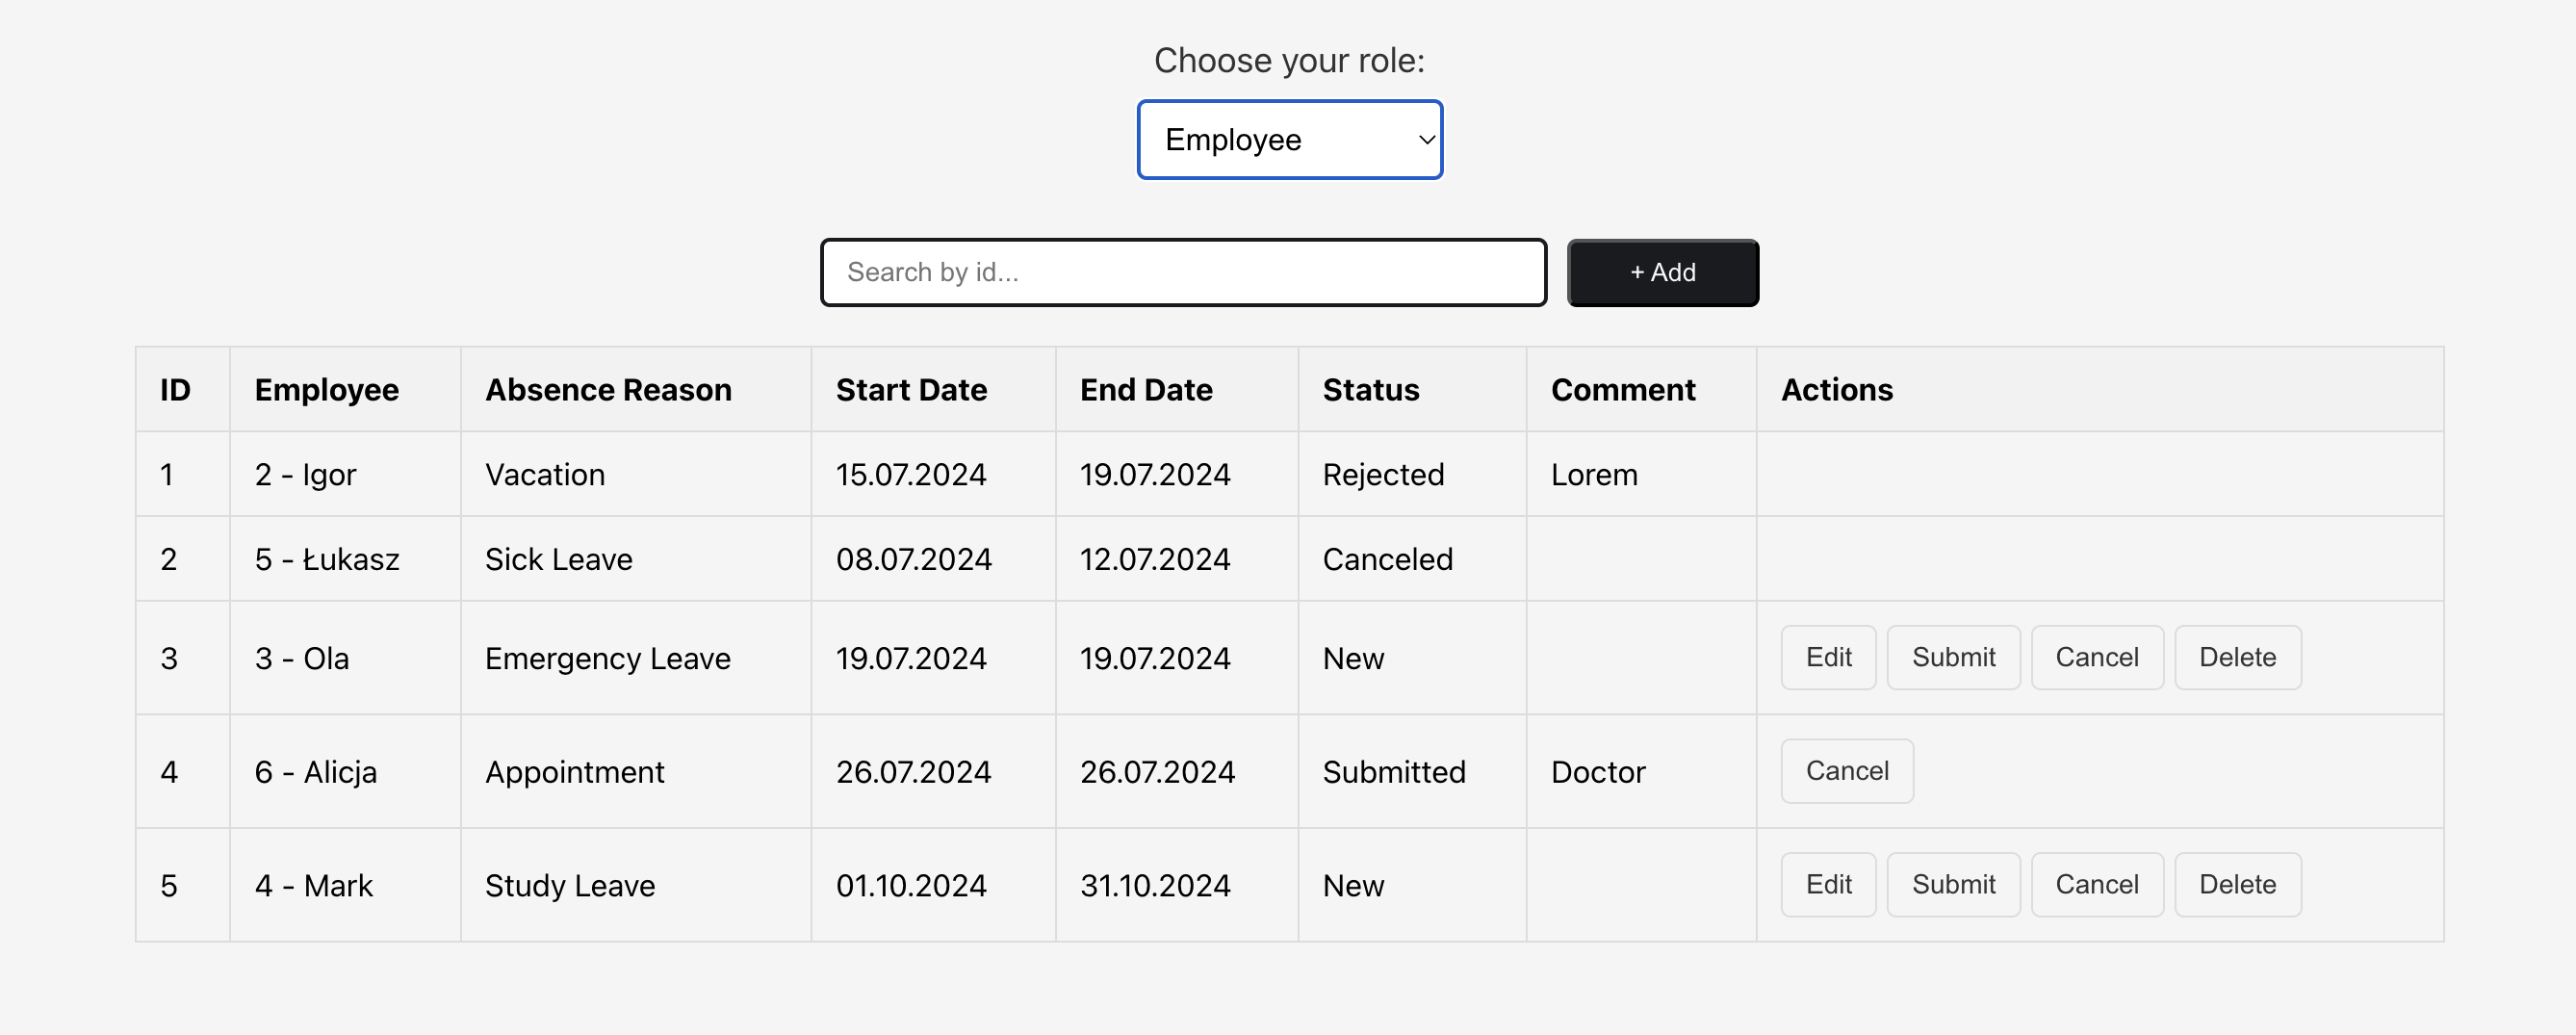 Choose your role:
Employee
Search by id...
+ Add
ID Employee Absence Reason Start Date End Date Status Comment Actions
1 2 - Igor Vacation 15.07.2024 19.07.2024 Rejected Lorem
2 5 - Łukasz Sick Leave 08.07.2024 12.07.2024 Canceled
3 3 - Ola Emergency Leave 19.07.2024 19.07.2024 New Edit Submit Cancel Delete
4 6 - Alicja Appointment 26.07.2024 26.07.2024 Submitted Doctor Cancel
5 4 - Mark Study Leave 01.10.2024 31.10.2024 New Edit Submit Cancel Delete